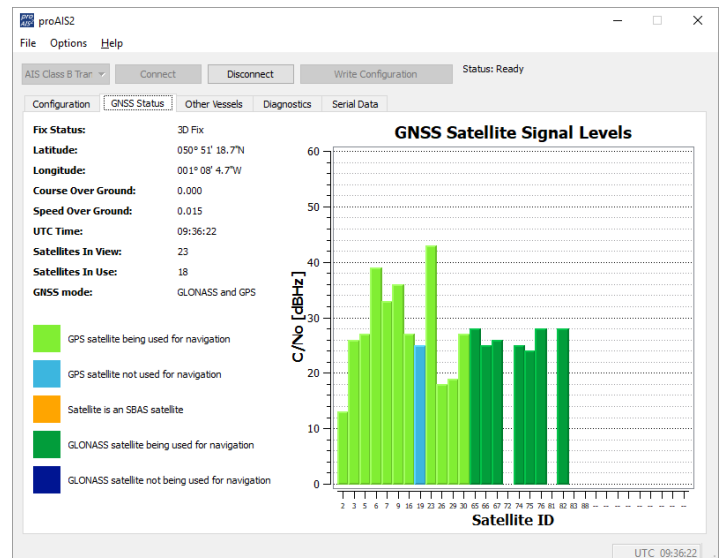 pro AIS2 proAIS2
File Options Help
AIS Class B Tran Connect Disconnect Write Configuration Status: Ready
Configuration GNSS Status Other Vessels Diagnostics Serial Data
Fix Status: 3D Fix
Latitude: 050° 51' 18.7"N
Longitude: 001° 08' 4.7"W
Course Over Ground: 0.000
Speed Over Ground: 0.015
UTC Time: 09:36:22
Satellites In View: 23
Satellites In Use: 18
GNSS mode: GLONASS and GPS
GPS satellite being used for navigation
GPS satellite not used for navigation
Satellite is an SBAS satellite
GLONASS satellite being used for navigation
GLONASS satellite not being used for navigation
GNSS Satellite Signal Levels
60
50
40
30
20
10
0
C/No [dBHz]
2 3 5 6 7 9 16 19 23 26 29 30 65 66 67 72 74 75 76 81 82 83 88 -- -- -- -- -- -- -- --
Satellite ID
UTC 09:36:22